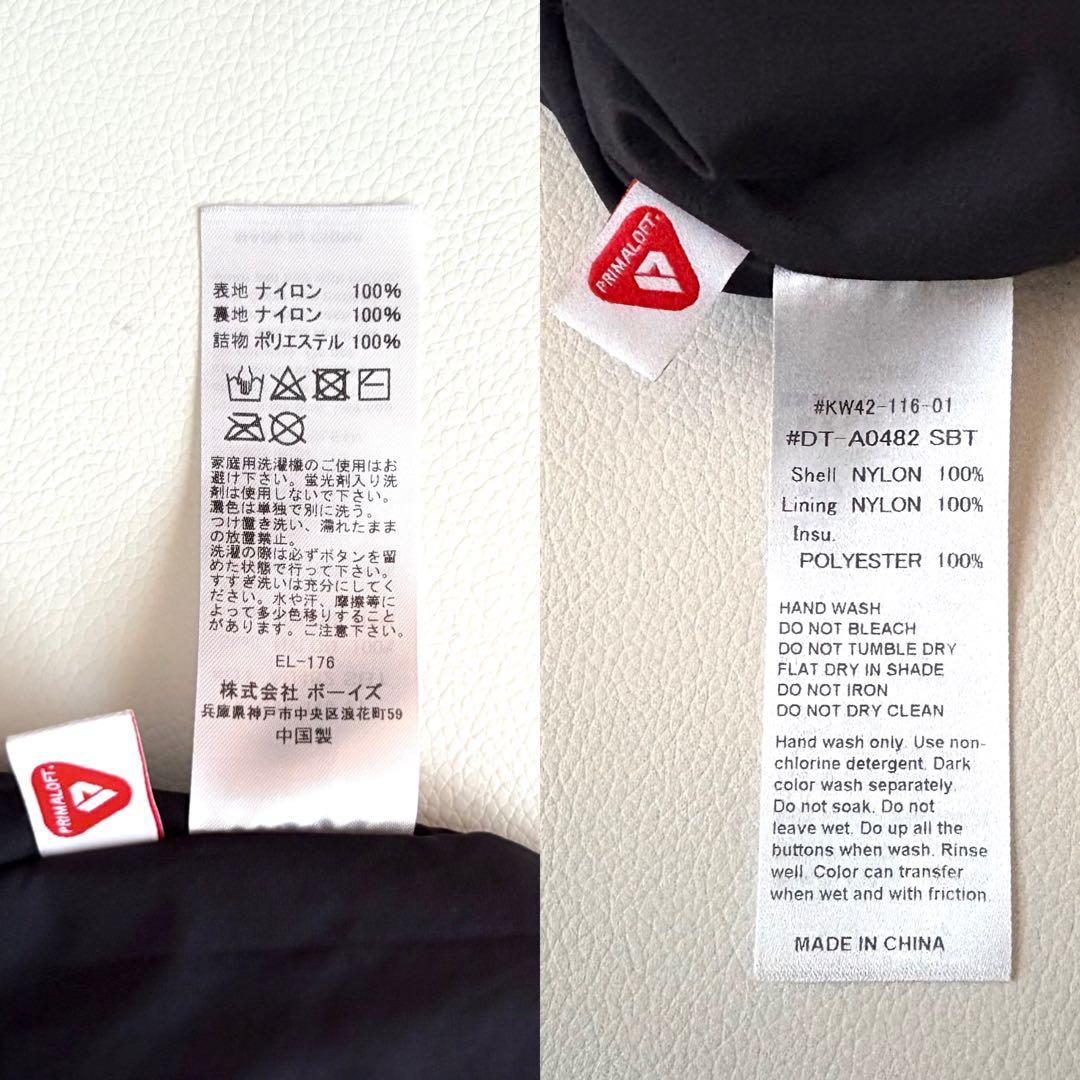 表地 ナイロン 100%
裏地 ナイロン 100%
詰物 ポリエステル 100%
家庭用洗濯機のご使用はお
避け下さい。蛍光剤入り洗
剤は使用しないで下さい。
濃色は単独で別に洗う。
つけ置き洗い、濡れたまま
の放置禁止。
洗濯の際は必ずボタンを留
めた状態で行って下さい。
すすぎ洗いは充分にしてく
ださい。水や汗、摩擦等に
よって多少色移りすること
があります。ご注意下さい。
EL-176
株式会社 ボーイズ
兵庫県神戸市中央区浪花町59
中国製
PRIMALOFT
PRIMALOFT
#KW42-116-01
#DT-A0482 SBT
Shell NYLON 100%
Lining NYLON 100%
Insu.
POLYESTER 100%
HAND WASH
DO NOT BLEACH
DO NOT TUMBLE DRY
FLAT DRY IN SHADE
DO NOT IRON
DO NOT DRY CLEAN
Hand wash only. Use non-
chlorine detergent. Dark
color wash separately.
Do not soak. Do not
leave wet. Do up all the
buttons when wash. Rinse
well. Color can transfer
when wet and with friction.
MADE IN CHINA